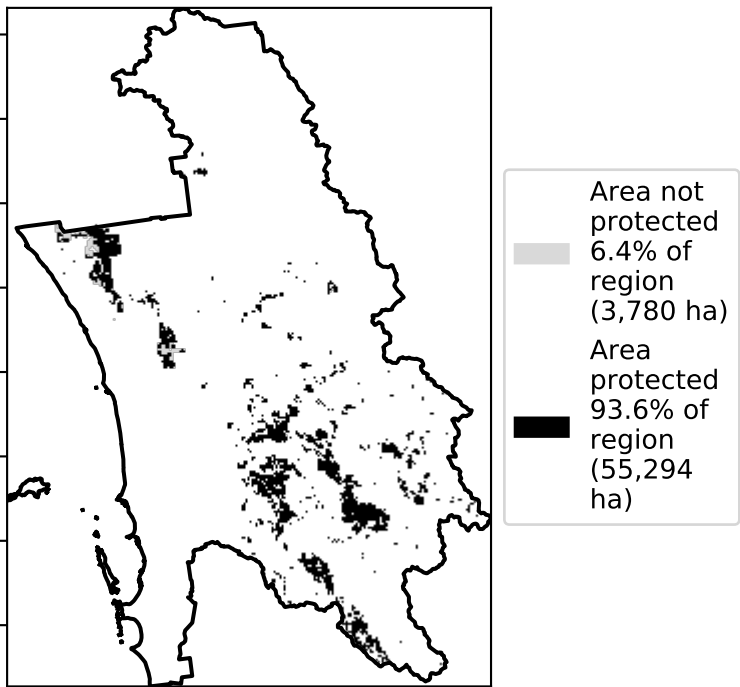 Area not
protected
6.4% of
region
(3,780 ha)
Area
protected
93.6% of
region
(55,294
ha)